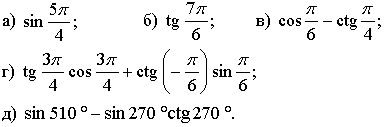 а) sin 5π/4; б) tg 7π/6; в) cos π/6 − ctg π/4;
г) tg 3π/4 cos 3π/4 + ctg (−π/6) sin π/6;
д) sin 510 ° − sin 270 °ctg 270 °.